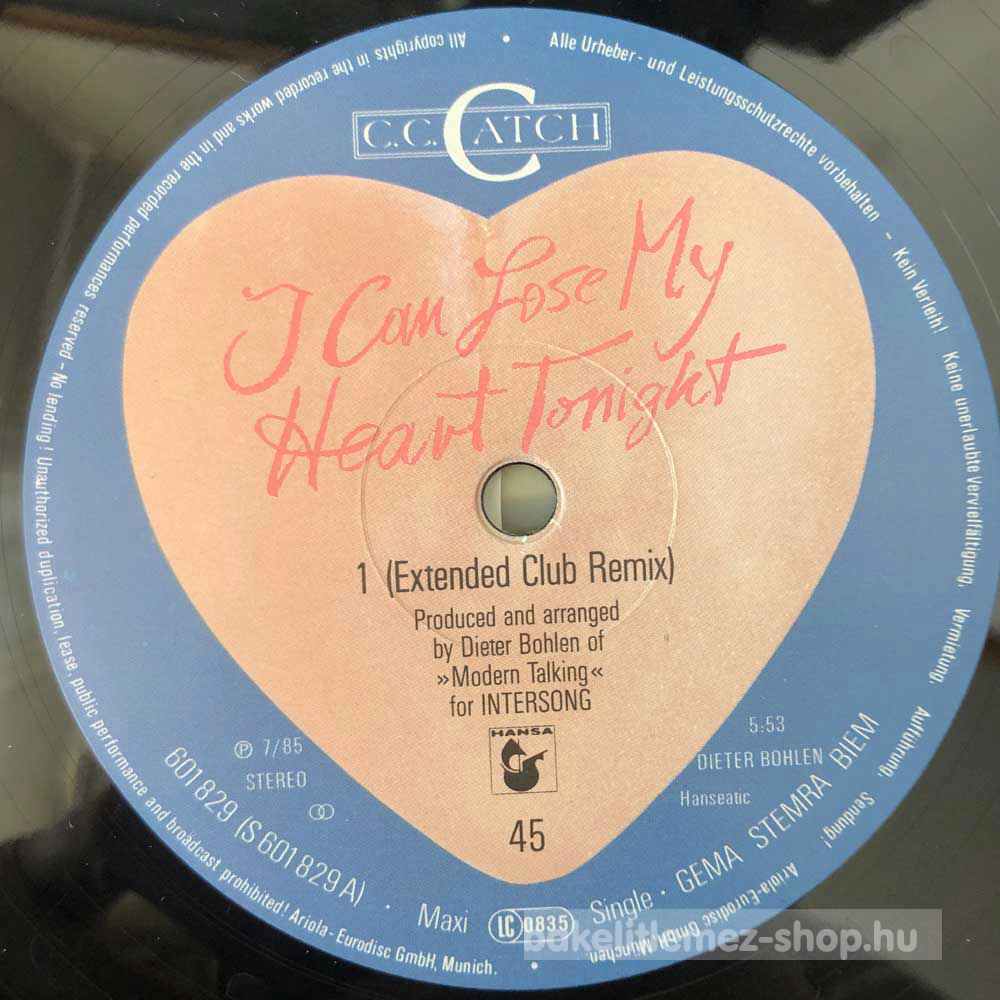 C.C. CATCH
I Can Lose My
Heart Tonight
1 (Extended Club Remix)
Produced and arranged
by Dieter Bohlen of
»Modern Talking«
for INTERSONG
HANSA
45
℗ 7/85
STEREO
5:53
DIETER BOHLEN
Hanseatic
601 829 (S 601 829 A) · Maxi LC 0835 Single · GEMA STEMRA BIEM
Alle Urheber- und Leistungsschutzrechte vorbehalten – Kein Verleih! Keine unerlaubte Vervielfältigung, Vermietung, Aufführung, Sendung! Ariola-Eurodisc GmbH, München
All copyrights in the recorded works and in the recorded performances reserved – No lending! Unauthorized duplication, lease, public performance and broadcast prohibited! Ariola-Eurodisc GmbH, Munich.
bakelitlemez-shop.hu